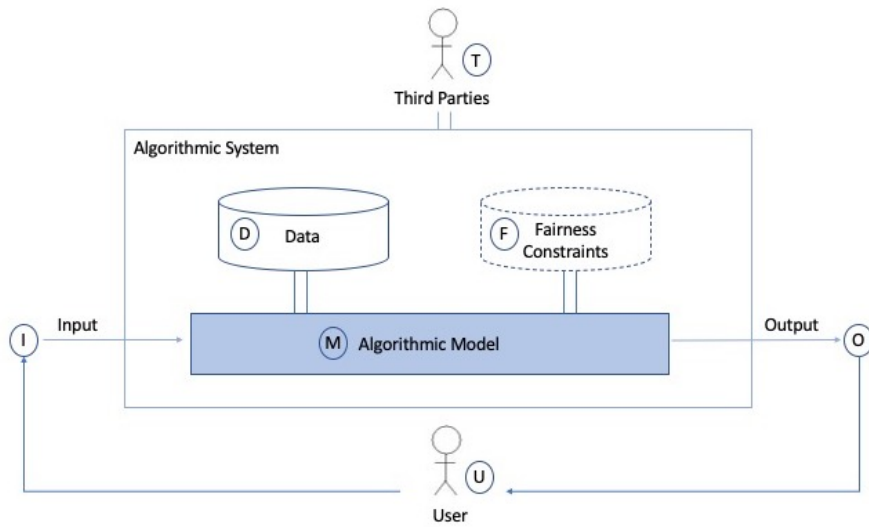 T
Third Parties
Algorithmic System
D
Data
F
Fairness
Constraints
I
Input
M
Algorithmic Model
Output
O
U
User